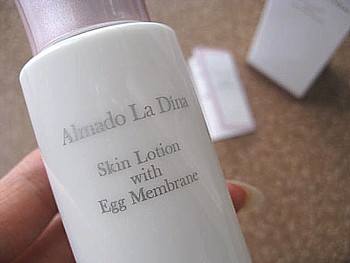 Almado La Dina
Skin Lotion
with
Egg Membrane